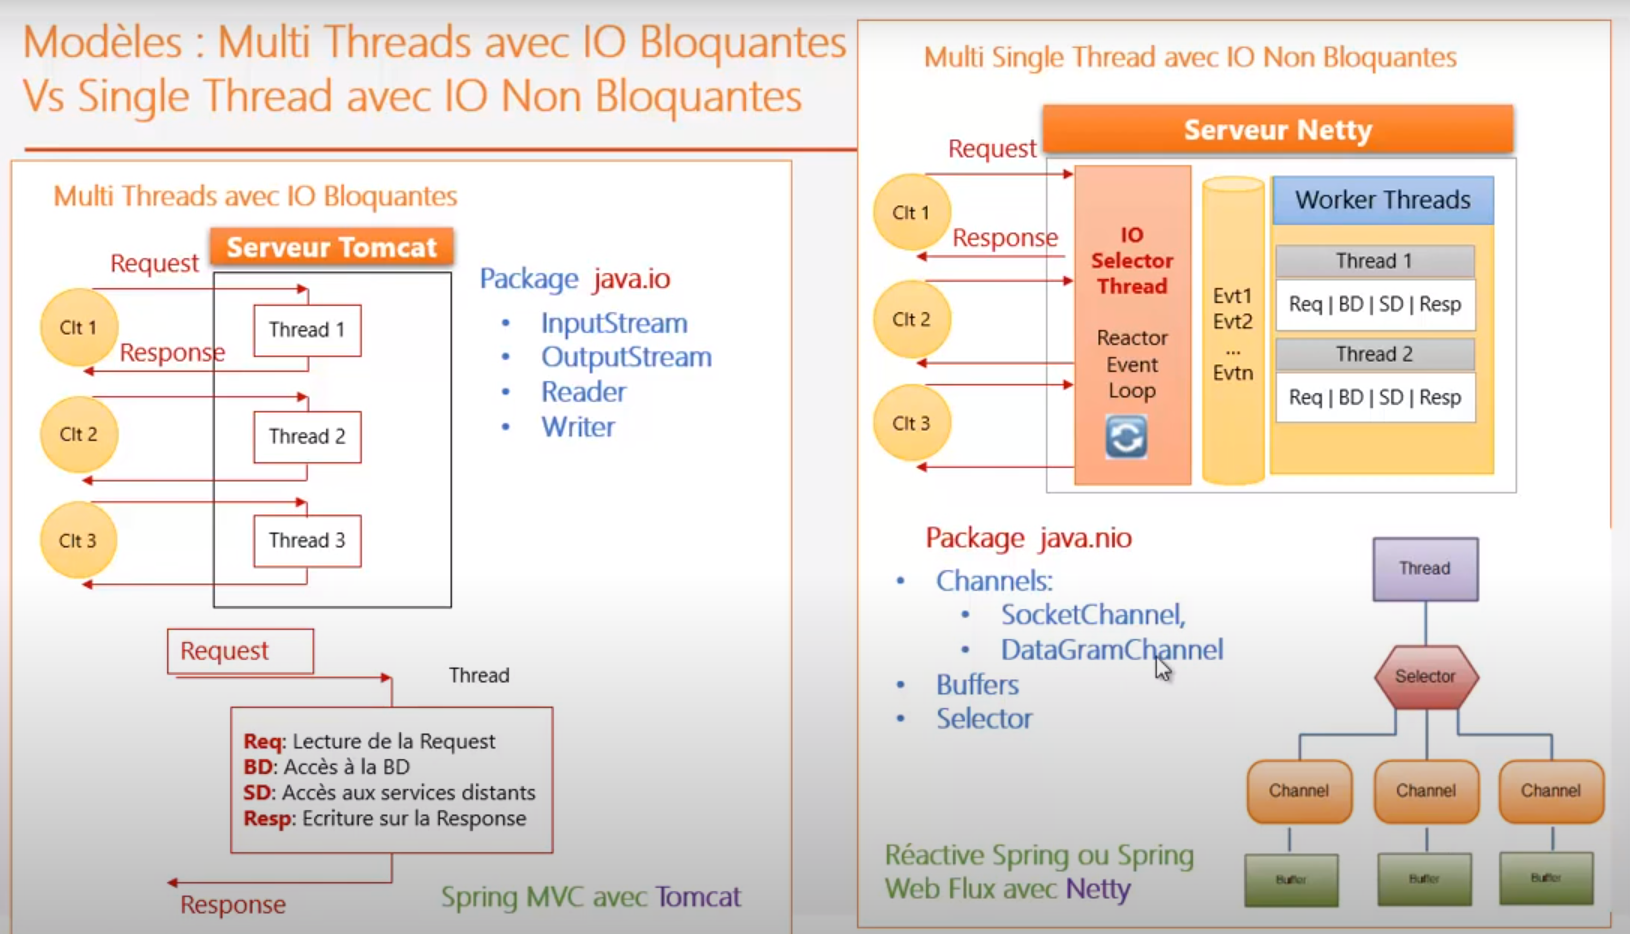 Modèles : Multi Threads avec IO Bloquantes
Vs Single Thread avec IO Non Bloquantes
Multi Threads avec IO Bloquantes
Serveur Tomcat
Request
Clt 1
Thread 1
Response
Clt 2
Thread 2
Clt 3
Thread 3
Package java.io
• InputStream
• OutputStream
• Reader
• Writer
Request
Thread
Req: Lecture de la Request
BD: Accès à la BD
SD: Accès aux services distants
Resp: Ecriture sur la Response
Response
Spring MVC avec Tomcat
Multi Single Thread avec IO Non Bloquantes
Serveur Netty
Request
Clt 1
Response
Clt 2
Clt 3
IO
Selector
Thread
Reactor
Event
Loop
Evt1
Evt2
...
Evtn
Worker Threads
Thread 1
Req | BD | SD | Resp
Thread 2
Req | BD | SD | Resp
Package java.nio
• Channels:
• SocketChannel,
• DataGramChannel
• Buffers
• Selector
Thread
Selector
Channel
Channel
Channel
Buffer
Buffer
Buffer
Réactive Spring ou Spring
Web Flux avec Netty